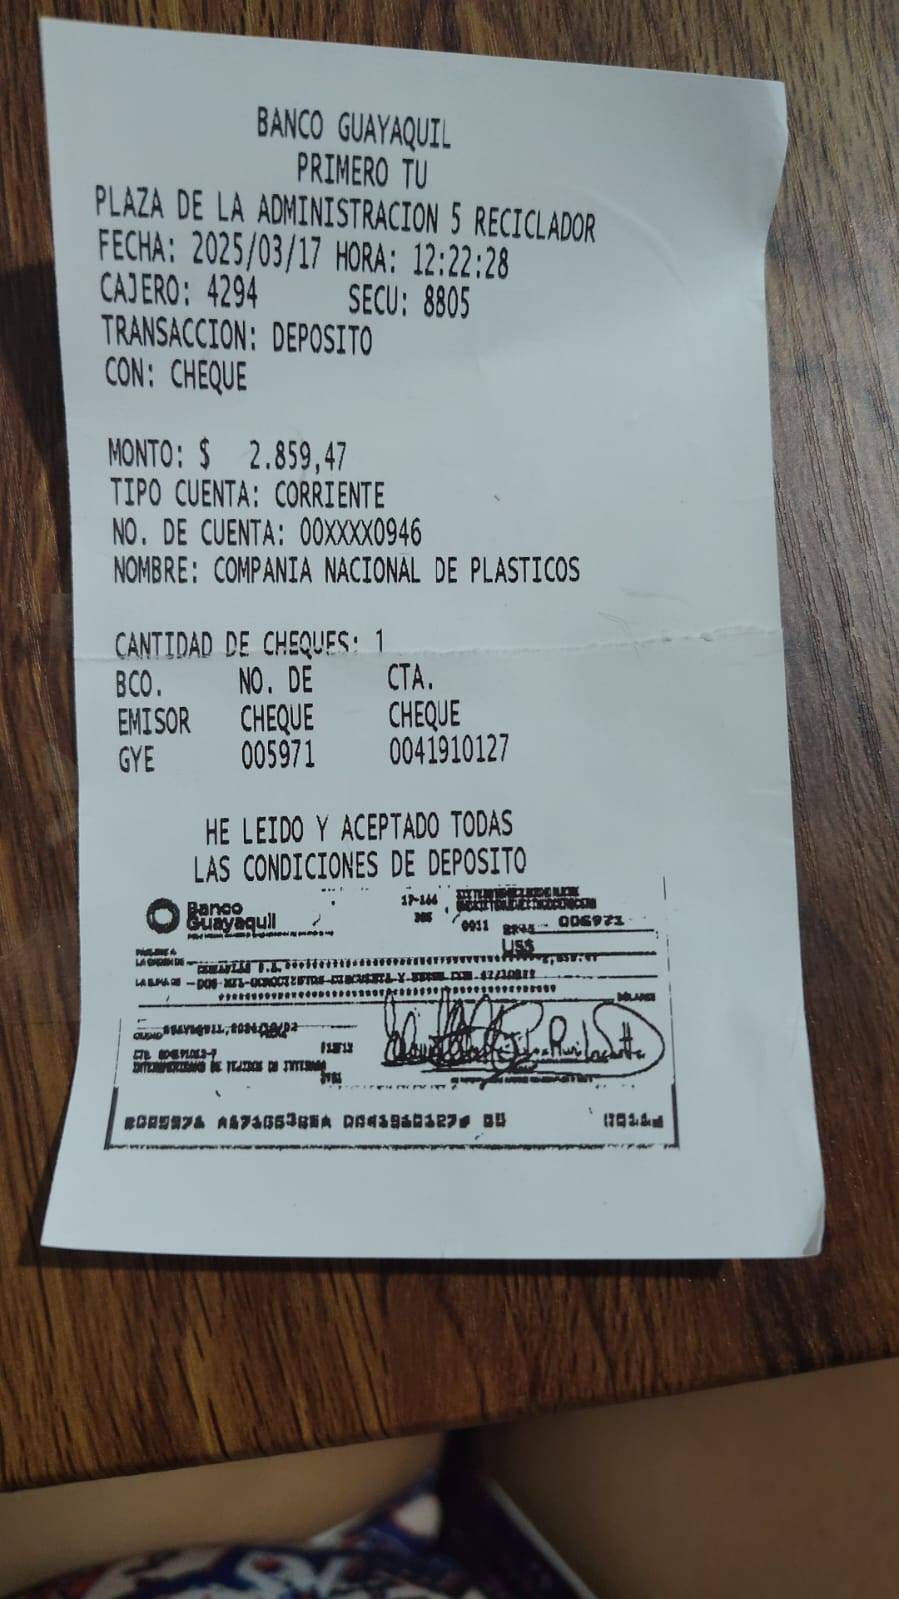 BANCO GUAYAQUIL
PRIMERO TU
PLAZA DE LA ADMINISTRACION 5 RECICLADOR
FECHA: 2025/03/17 HORA: 12:22:28
CAJERO: 4294 SECU: 8805
TRANSACCION: DEPOSITO
CON: CHEQUE
MONTO: $ 2.859,47
TIPO CUENTA: CORRIENTE
NO. DE CUENTA: 00XXXX0946
NOMBRE: COMPANIA NACIONAL DE PLASTICOS
CANTIDAD DE CHEQUES: 1
BCO. NO. DE CTA.
EMISOR CHEQUE CHEQUE
GYE 005971 0041910127
HE LEIDO Y ACEPTADO TODAS
LAS CONDICIONES DE DEPOSITO
Banco
Guayaquil
US$